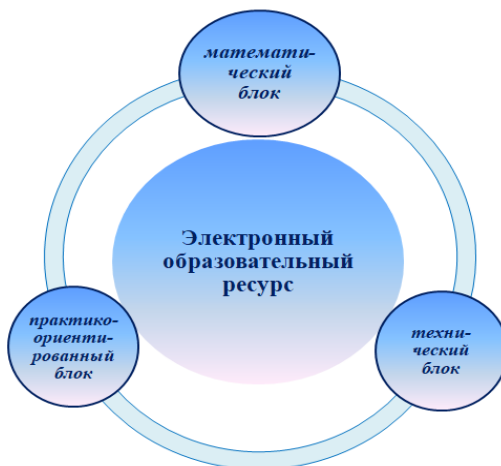 математи-
ческий
блок
Электронный
образовательный
ресурс
практико-
ориенти-
рованный
блок
техни-
ческий
блок